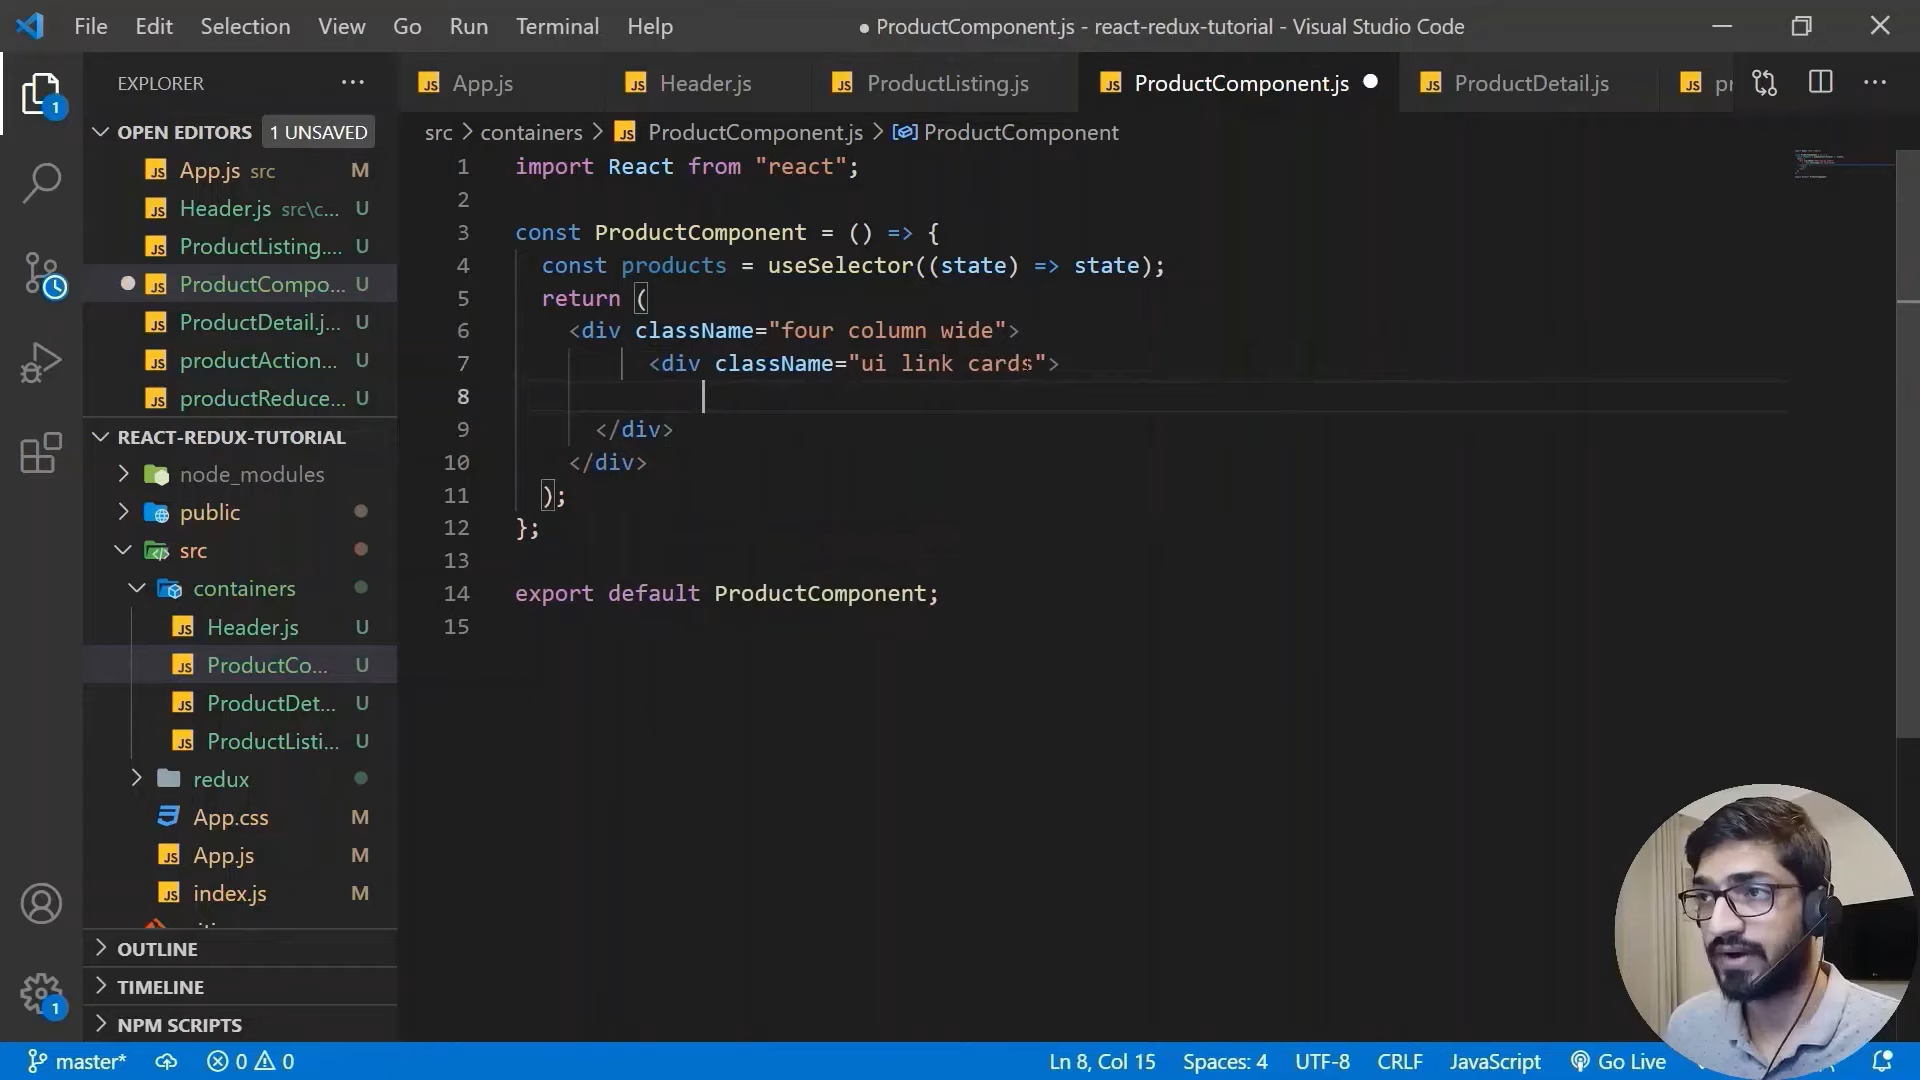 File Edit Selection View Go Run Terminal Help
● ProductComponent.js - react-redux-tutorial - Visual Studio Code
EXPLORER
App.js
Header.js
ProductListing.js
ProductComponent.js
ProductDetail.js
pr
OPEN EDITORS 1 UNSAVED
App.js src M
Header.js src\c... U
ProductListing.... U
ProductCompo... U
ProductDetail.j... U
productAction... U
productReduce... U
REACT-REDUX-TUTORIAL
node_modules
public
src
containers
Header.js U
ProductCo... U
ProductDet... U
ProductListi... U
redux
App.css M
App.js M
index.js M
OUTLINE
TIMELINE
NPM SCRIPTS
1
1
src > containers > ProductComponent.js > ProductComponent
1 import React from "react";
2
3 const ProductComponent = () => {
4 const products = useSelector((state) => state);
5 return (
6 <div className="four column wide">
7 <div className="ui link cards">
8
9 </div>
10 </div>
11 );
12 };
13
14 export default ProductComponent;
15
master* 0 0
Ln 8, Col 15 Spaces: 4 UTF-8 CRLF JavaScript Go Live